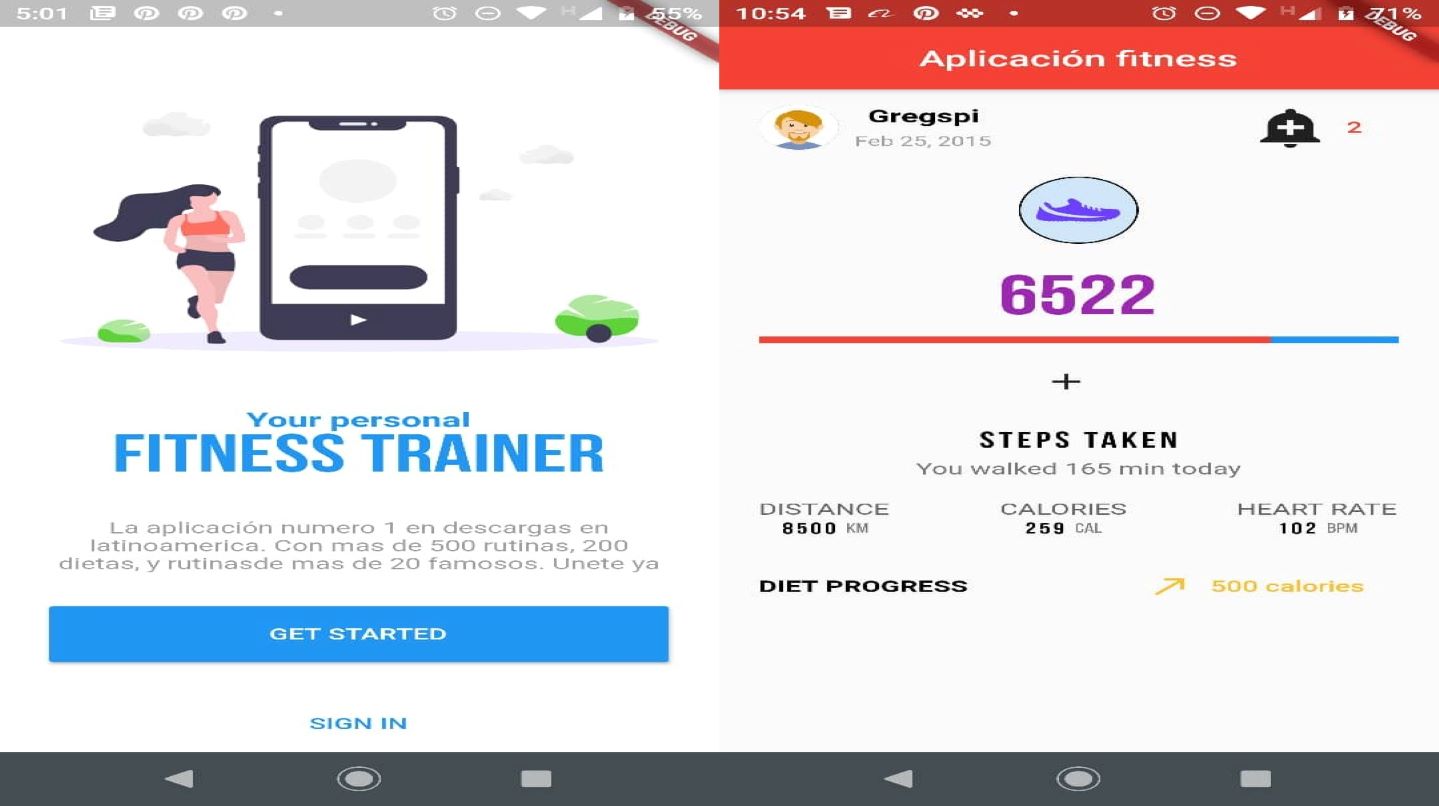 5:01
55%
DEBUG
Your personal
FITNESS TRAINER
La aplicación numero 1 en descargas en
latinoamerica. Con mas de 500 rutinas, 200
dietas, y rutinasde mas de 20 famosos. Unete ya
GET STARTED
SIGN IN
10:54
H
71%
DEBUG
Aplicación fitness
Gregspi
Feb 25, 2015
2
6522
+
STEPS TAKEN
You walked 165 min today
DISTANCE CALORIES HEART RATE
8500 KM 259 CAL 102 BPM
DIET PROGRESS 500 calories